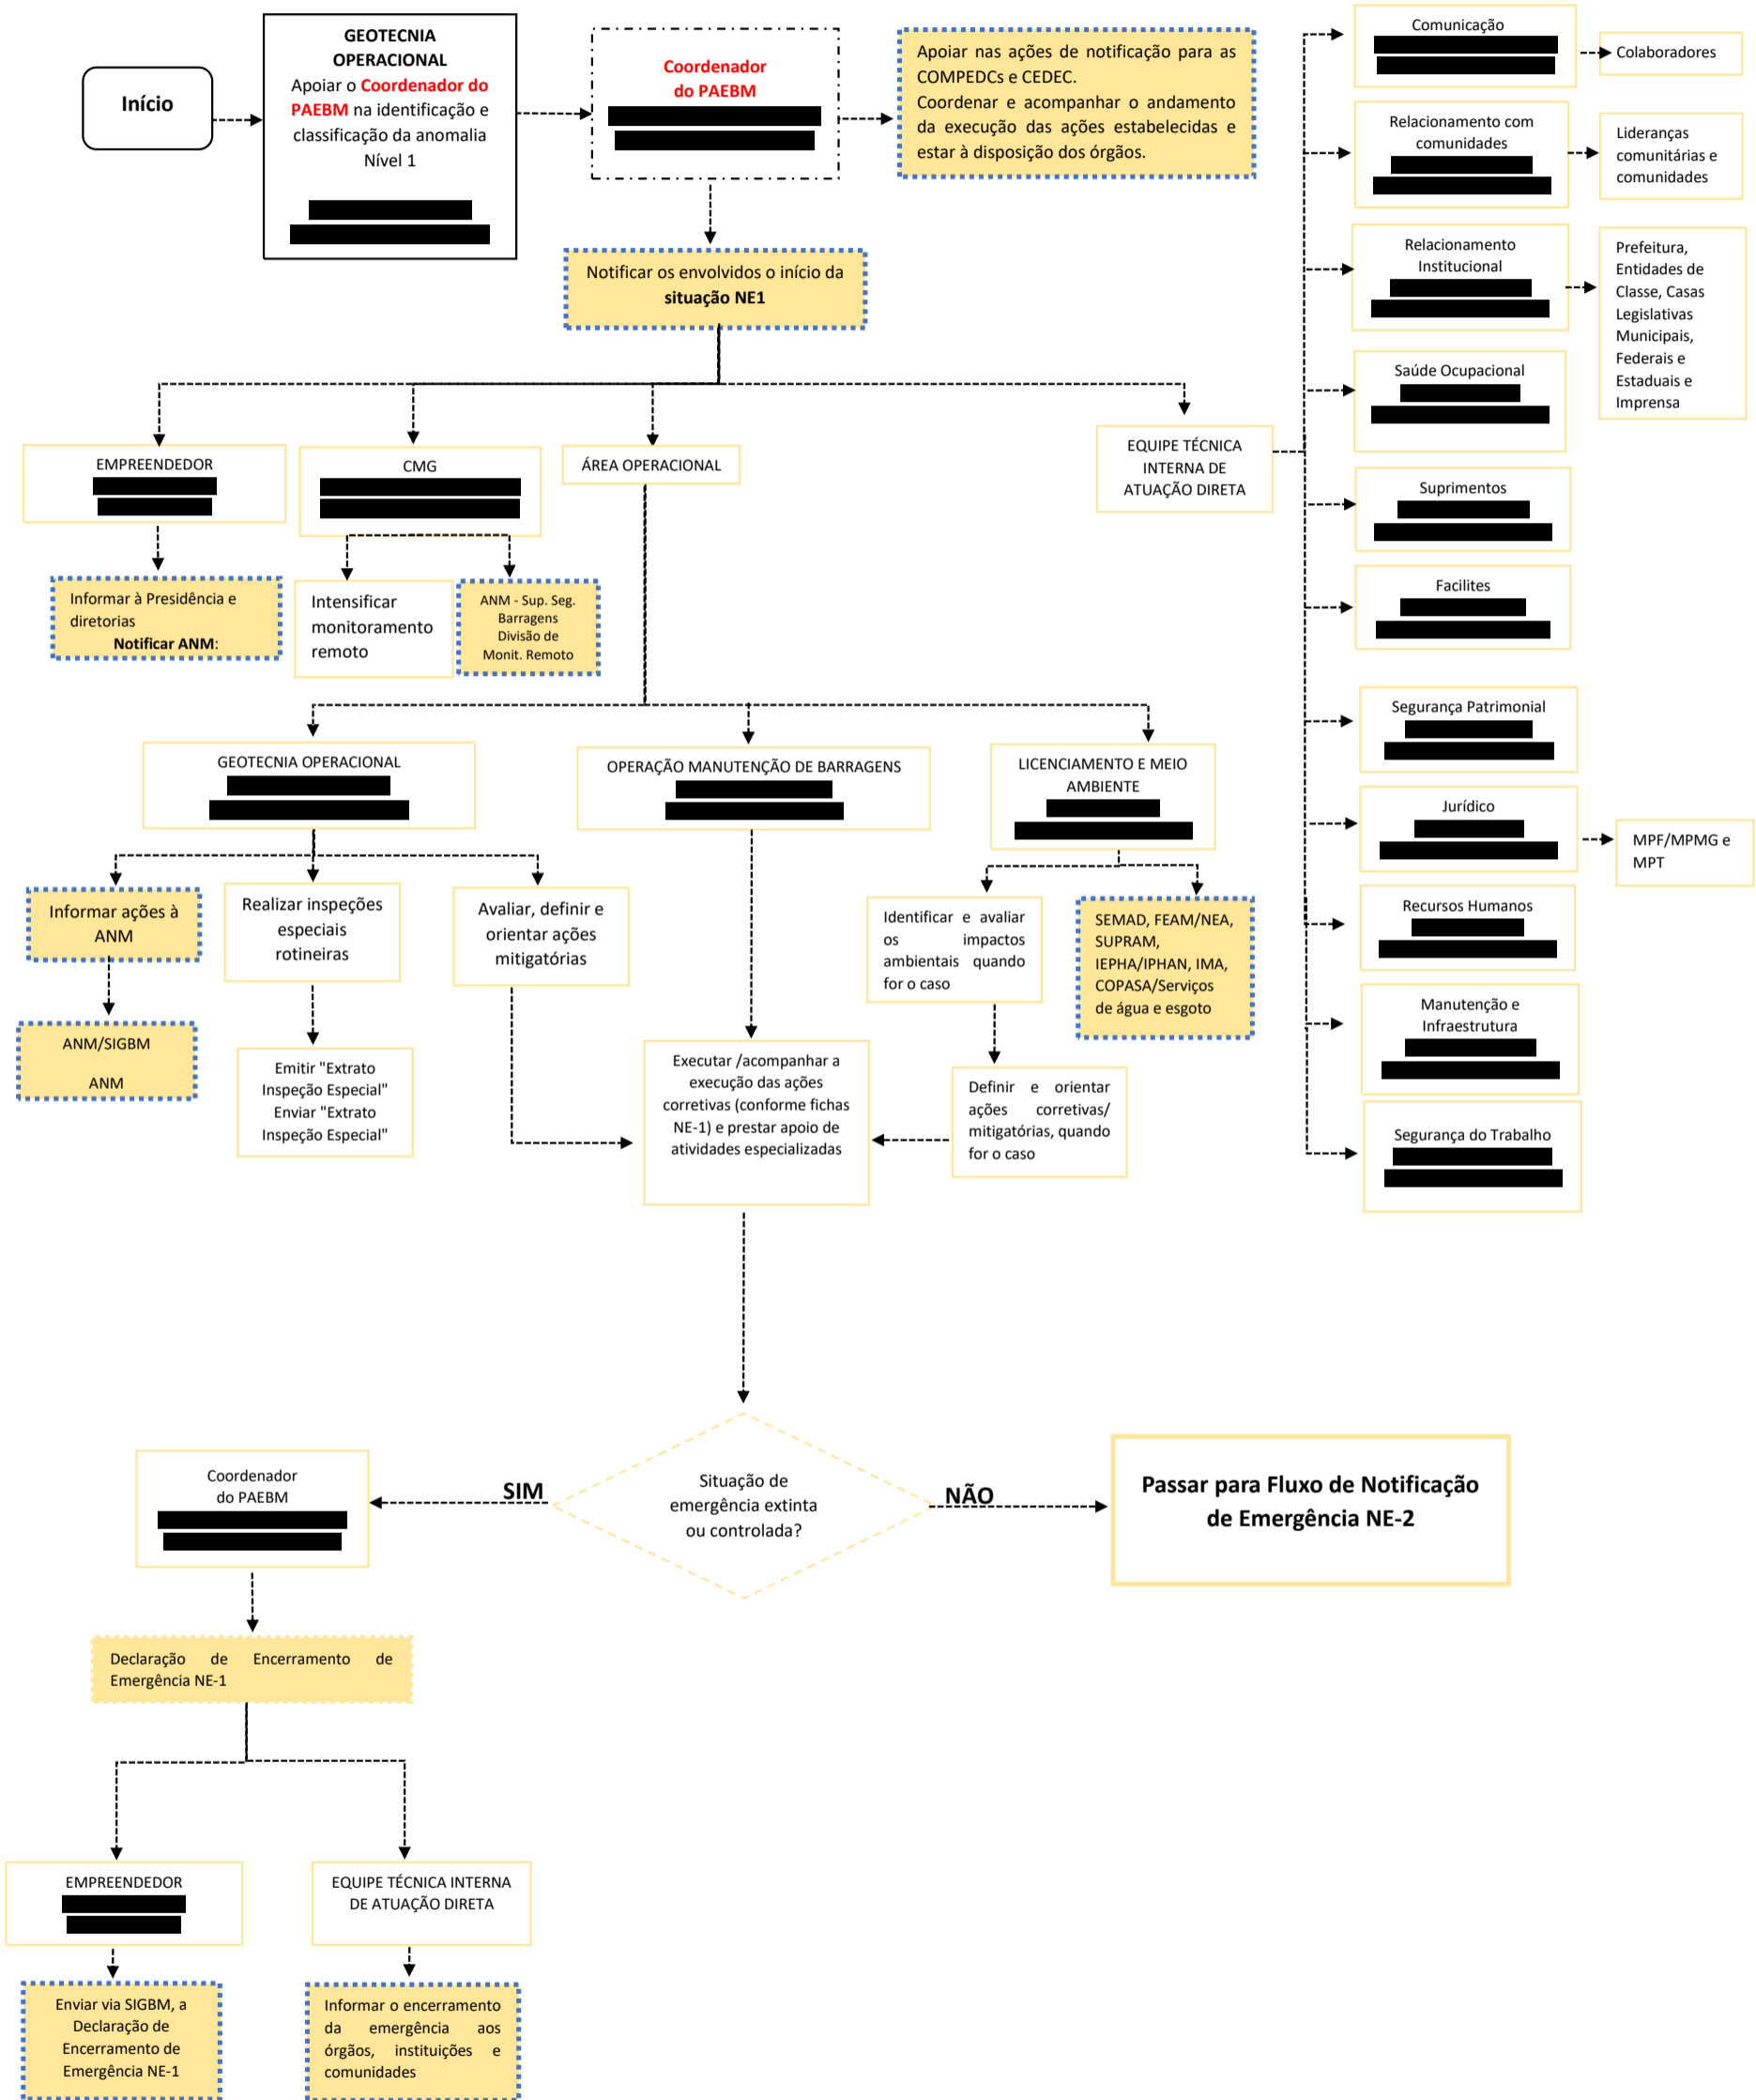 Início
GEOTECNIA
OPERACIONAL
Apoiar o Coordenador do
PAEBM na identificação e
classificação da anomalia
Nível 1
Coordenador
do PAEBM
Apoiar nas ações de notificação para as
COMPEDCs e CEDEC.
Coordenar e acompanhar o andamento
da execução das ações estabelecidas e
estar à disposição dos órgãos.
Notificar os envolvidos o início da
situação NE1
Comunicação
Colaboradores
Relacionamento com
comunidades
Lideranças
comunitárias e
comunidades
Relacionamento
Institucional
Prefeitura,
Entidades de
Classe, Casas
Legislativas
Municipais,
Federais e
Estaduais e
Imprensa
Saúde Ocupacional
Suprimentos
Facilites
Segurança Patrimonial
Jurídico
MPF/MPMG e
MPT
Recursos Humanos
Manutenção e
Infraestrutura
Segurança do Trabalho
EMPREENDEDOR
CMG
ÁREA OPERACIONAL
EQUIPE TÉCNICA
INTERNA DE
ATUAÇÃO DIRETA
Informar à Presidência e
diretorias
Notificar ANM:
Intensificar
monitoramento
remoto
ANM - Sup. Seg.
Barragens
Divisão de
Monit. Remoto
GEOTECNIA OPERACIONAL
OPERAÇÃO MANUTENÇÃO DE BARRAGENS
LICENCIAMENTO E MEIO
AMBIENTE
Informar ações à
ANM
Realizar inspeções
especiais
rotineiras
Avaliar, definir e
orientar ações
mitigatórias
Identificar e avaliar
os impactos
ambientais quando
for o caso
SEMAD, FEAM/NEA,
SUPRAM,
IEPHA/IPHAN, IMA,
COPASA/Serviços
de água e esgoto
ANM/SIGBM
ANM
Emitir "Extrato
Inspeção Especial"
Enviar "Extrato
Inspeção Especial"
Executar /acompanhar a
execução das ações
corretivas (conforme fichas
NE-1) e prestar apoio de
atividades especializadas
Definir e orientar
ações corretivas/
mitigatórias, quando
for o caso
Situação de
emergência extinta
ou controlada?
SIM
NÃO
Coordenador
do PAEBM
Passar para Fluxo de Notificação
de Emergência NE-2
Declaração de Encerramento de
Emergência NE-1
EMPREENDEDOR
EQUIPE TÉCNICA INTERNA
DE ATUAÇÃO DIRETA
Enviar via SIGBM, a
Declaração de
Encerramento de
Emergência NE-1
Informar o encerramento
da emergência aos
órgãos, instituições e
comunidades